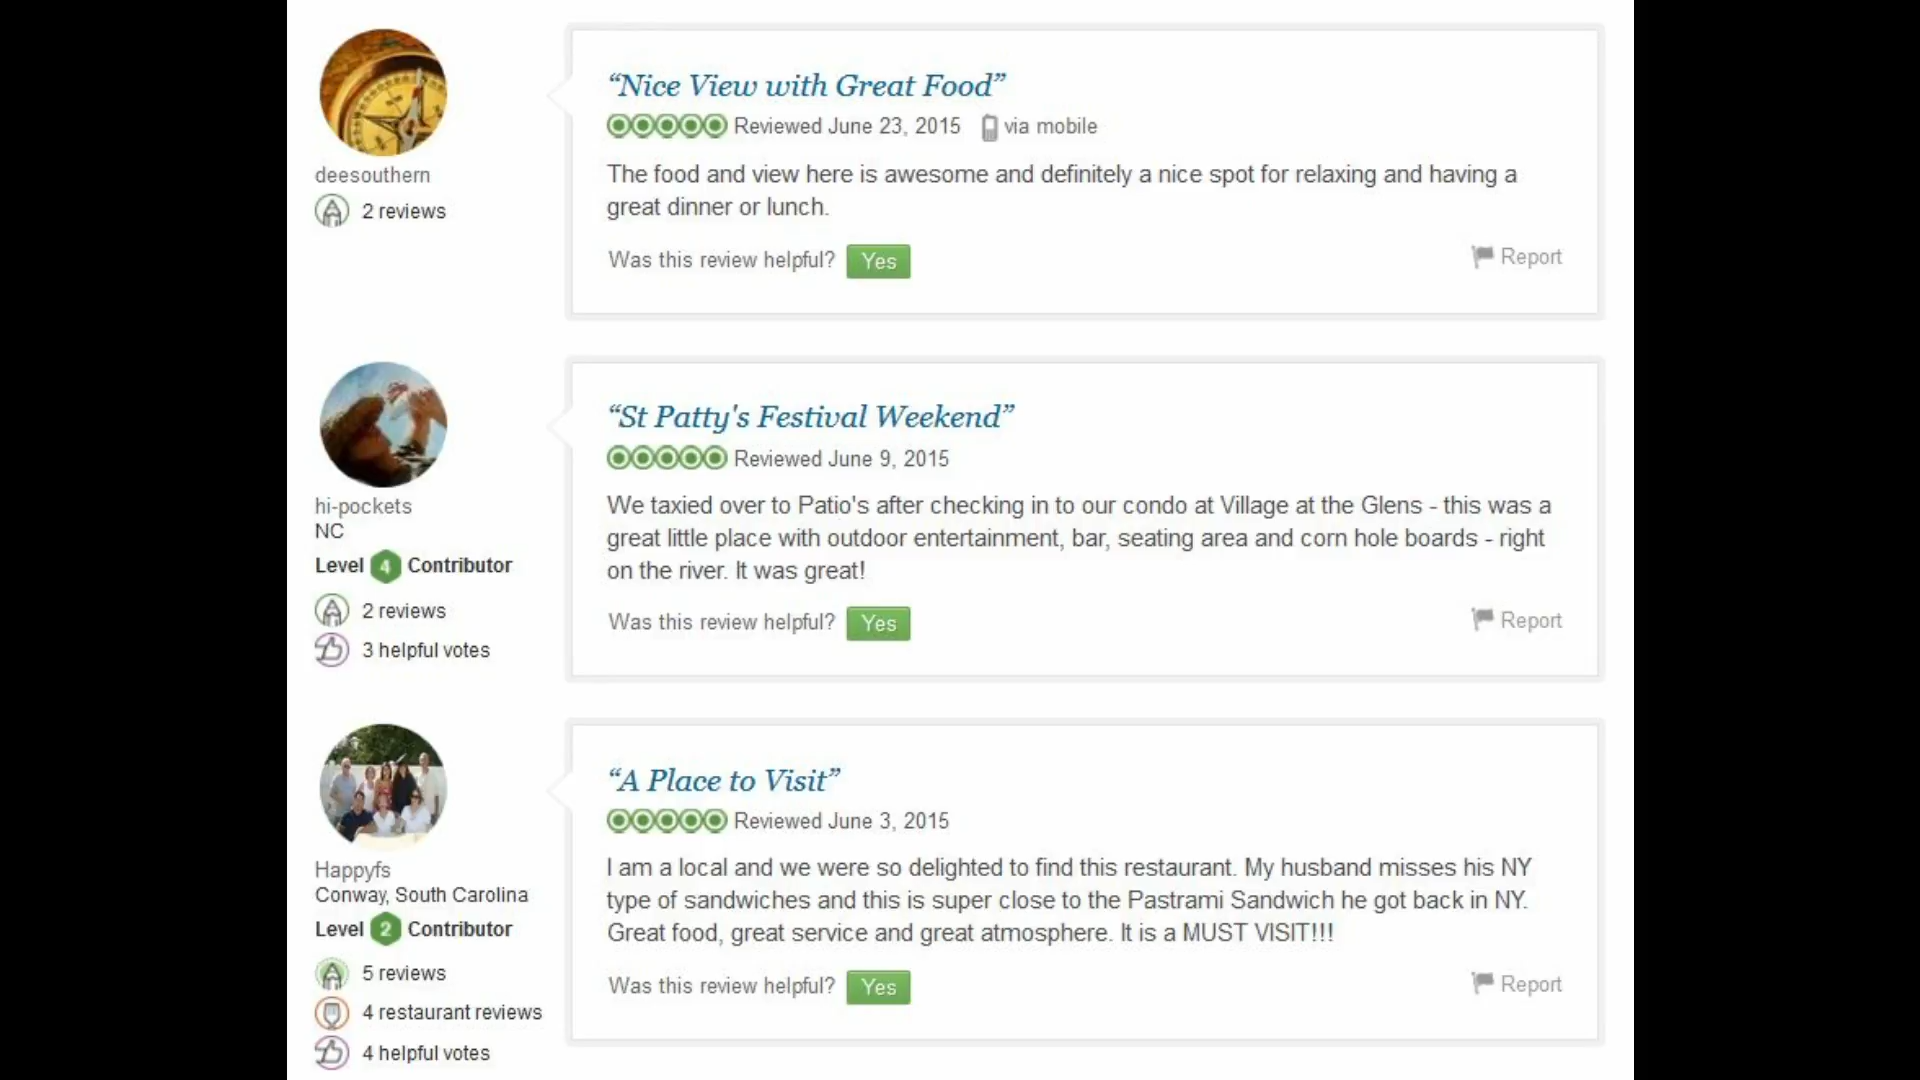 “Nice View with Great Food”
Reviewed June 23, 2015 via mobile
The food and view here is awesome and definitely a nice spot for relaxing and having a
great dinner or lunch.
deesouthern
2 reviews
Was this review helpful? Yes
Report
“St Patty's Festival Weekend”
Reviewed June 9, 2015
We taxied over to Patio's after checking in to our condo at Village at the Glens - this was a
great little place with outdoor entertainment, bar, seating area and corn hole boards - right
on the river. It was great!
hi-pockets
NC
Level 4 Contributor
2 reviews
3 helpful votes
Was this review helpful? Yes
Report
“A Place to Visit”
Reviewed June 3, 2015
I am a local and we were so delighted to find this restaurant. My husband misses his NY
type of sandwiches and this is super close to the Pastrami Sandwich he got back in NY.
Great food, great service and great atmosphere. It is a MUST VISIT!!!
Happyfs
Conway, South Carolina
Level 2 Contributor
5 reviews
4 restaurant reviews
4 helpful votes
Was this review helpful? Yes
Report